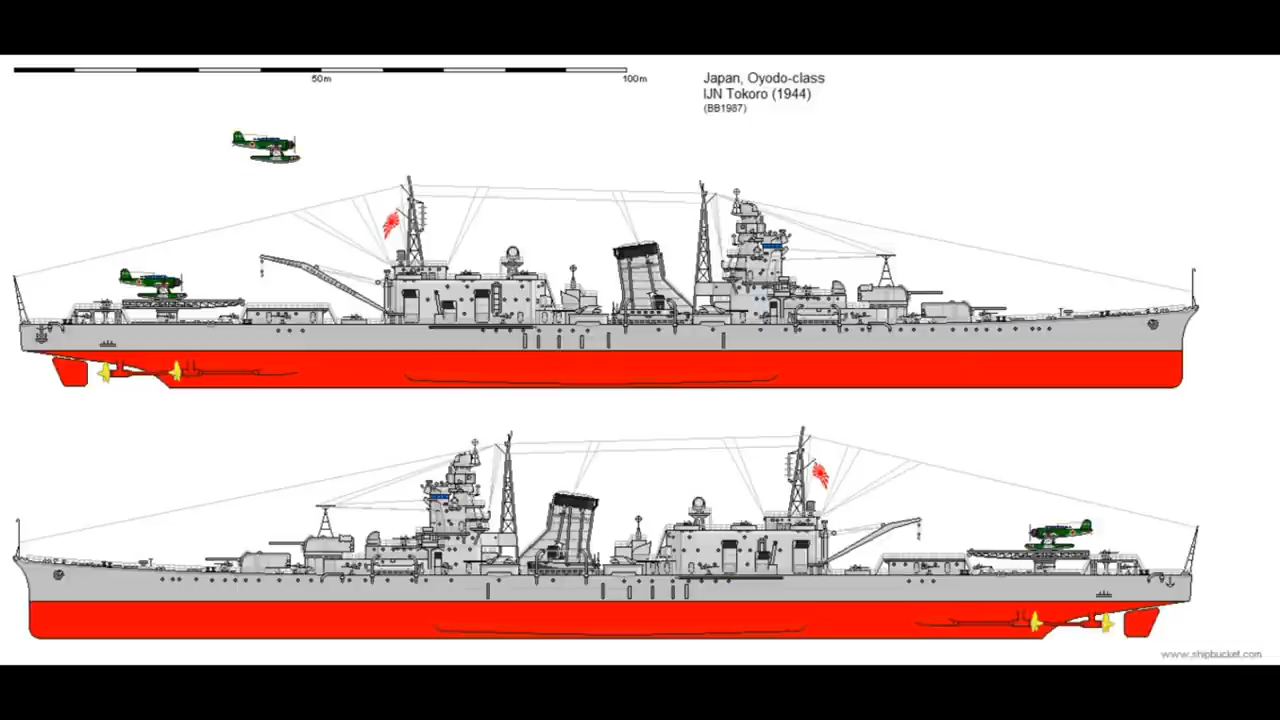 50m
100m
Japan, Oyodo-class
IJN Tokoro (1944)
(BB1987)
www.shipbucket.com